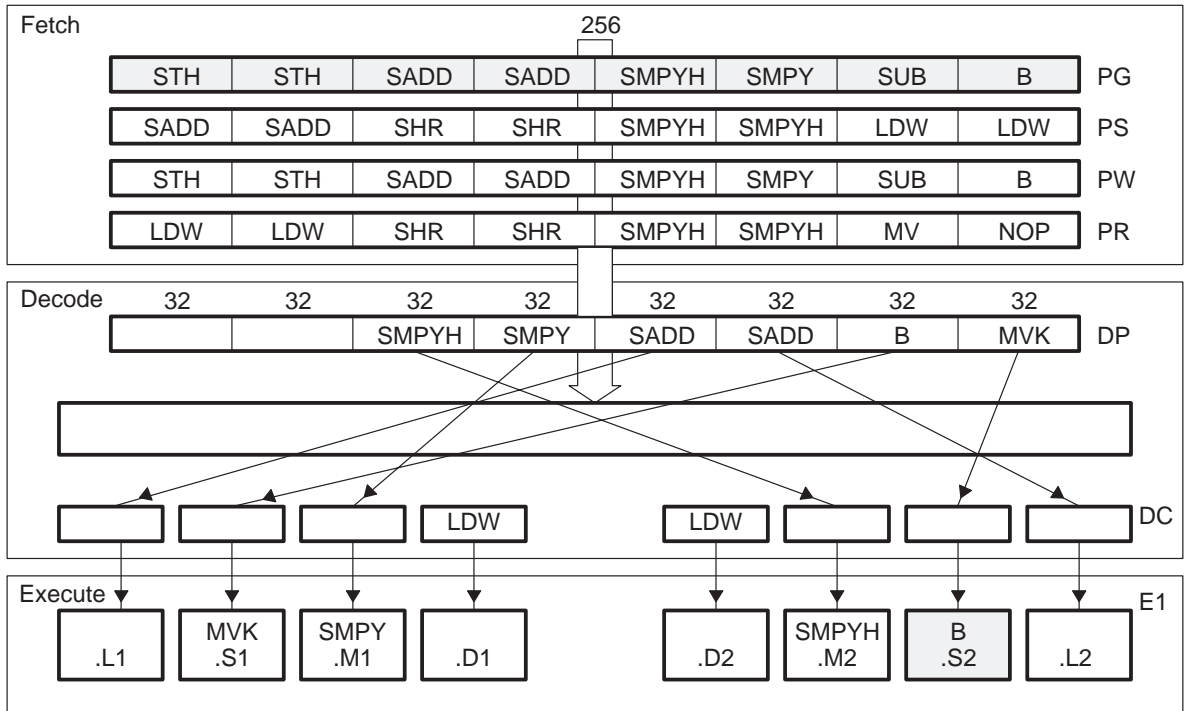 Fetch 256
STH STH SADD SADD SMPYH SMPY SUB B PG
SADD SADD SHR SHR SMPYH SMPYH LDW LDW PS
STH STH SADD SADD SMPYH SMPY SUB B PW
LDW LDW SHR SHR SMPYH SMPYH MV NOP PR
Decode 32 32 32 32 32 32 32 32
SMPYH SMPY SADD SADD B MVK DP
LDW LDW DC
Execute E1
MVK SMPY SMPYH B
.L1 .S1 .M1 .D1 .D2 .M2 .S2 .L2